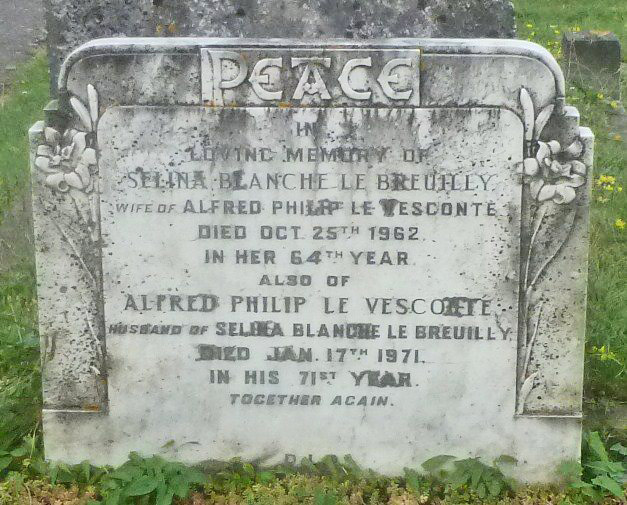 PEACE
IN
LOVING MEMORY OF
SELINA BLANCHE LE BREUILLY
WIFE OF ALFRED PHILIP LE VESCONTE
DIED OCT 25TH 1962
IN HER 64TH YEAR
ALSO OF
ALFRED PHILIP LE VESCONTE
HUSBAND OF SELINA BLANCHE LE BREUILLY
DIED JAN. 17TH 1971.
IN HIS 71ST YEAR.
TOGETHER AGAIN.